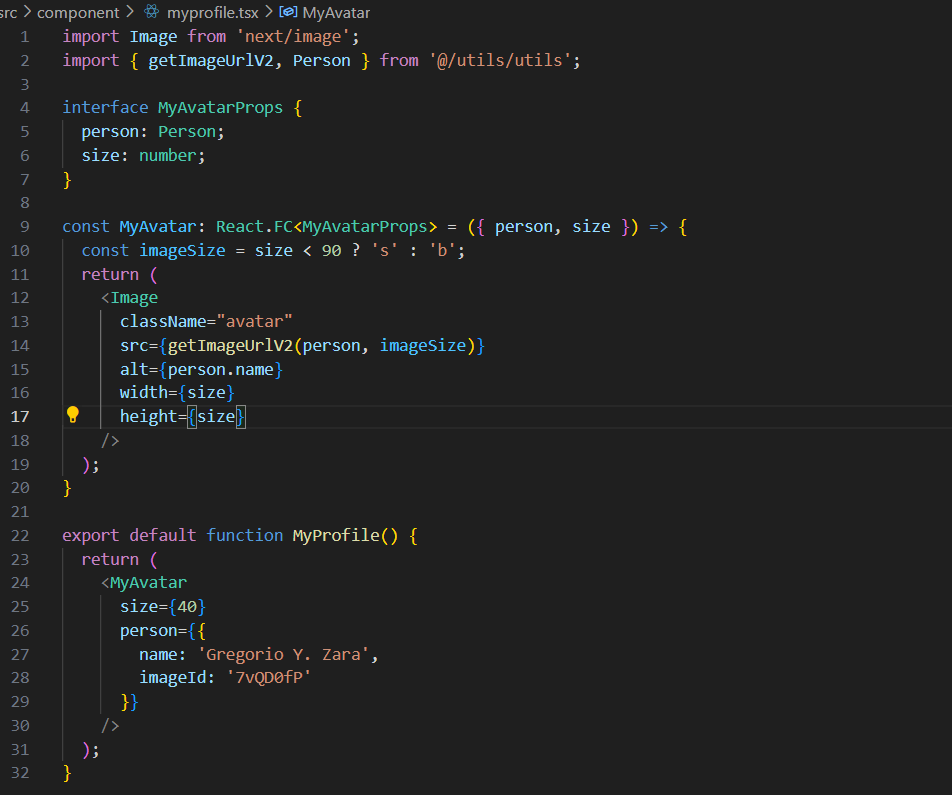 src > component > myprofile.tsx > MyAvatar
1 import Image from 'next/image';
2 import { getImageUrlV2, Person } from '@/utils/utils';
3
4 interface MyAvatarProps {
5   person: Person;
6   size: number;
7 }
8
9 const MyAvatar: React.FC<MyAvatarProps> = ({ person, size }) => {
10   const imageSize = size < 90 ? 's' : 'b';
11   return (
12     <Image
13       className="avatar"
14       src={getImageUrlV2(person, imageSize)}
15       alt={person.name}
16       width={size}
17       height={size}
18     />
19   );
20 }
21
22 export default function MyProfile() {
23   return (
24     <MyAvatar
25       size={40}
26       person={{
27         name: 'Gregorio Y. Zara',
28         imageId: '7vQD0fP'
29       }}
30     />
31   );
32 }